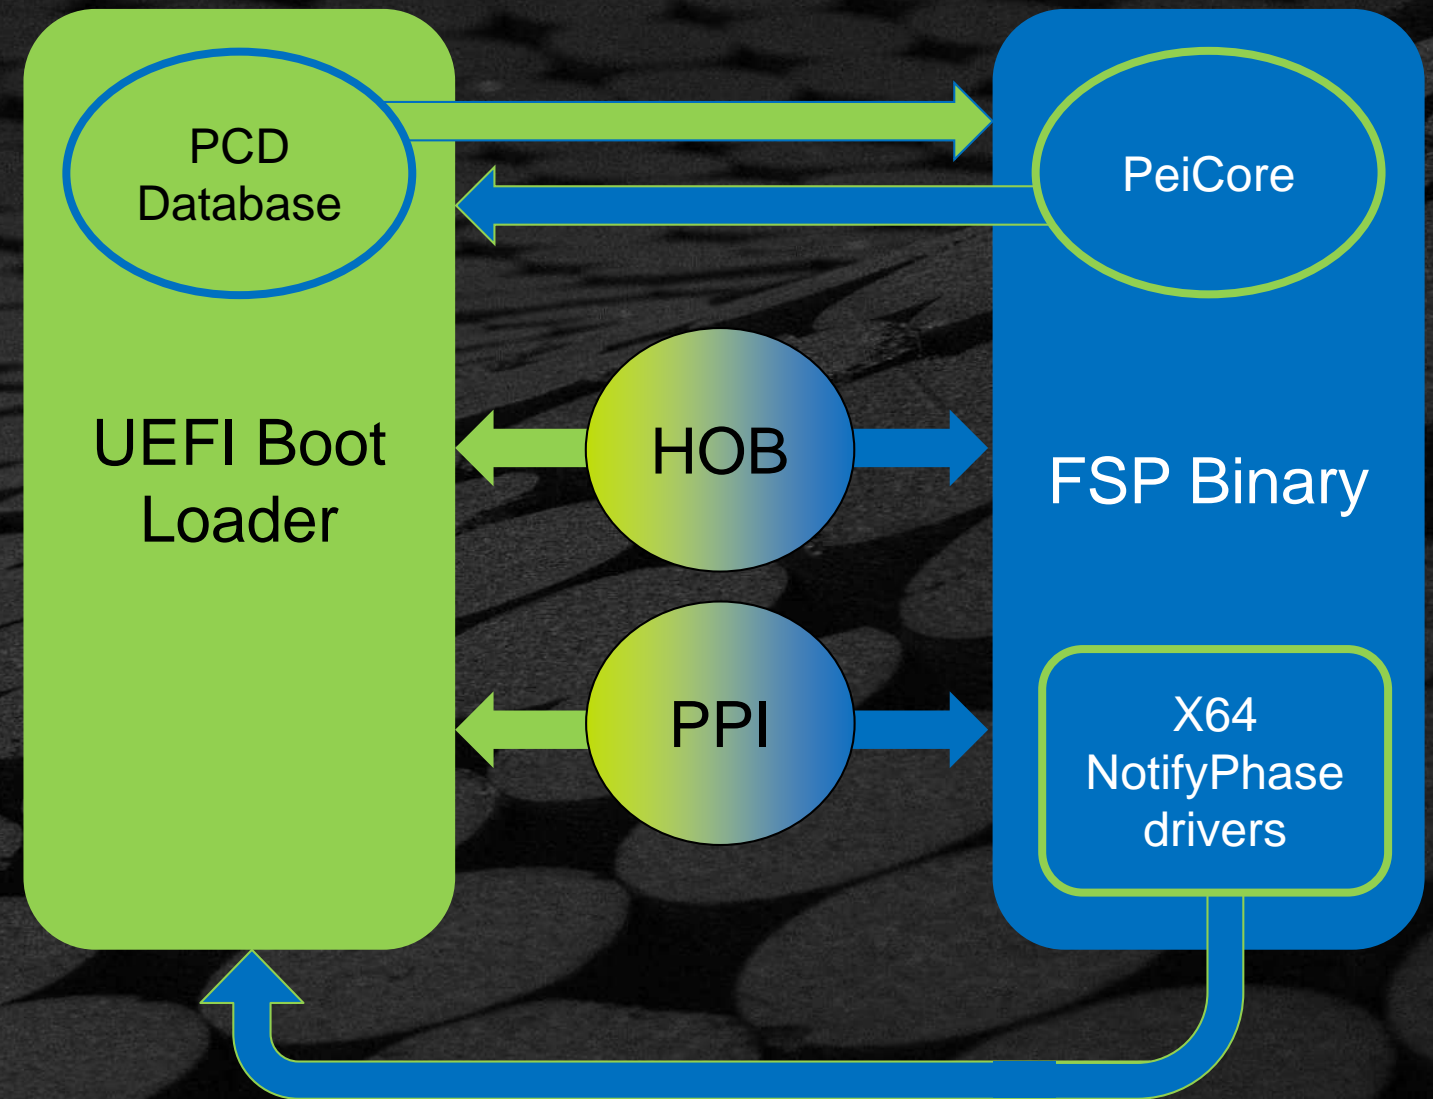 PCD
Database
PeiCore
UEFI Boot
Loader
HOB
FSP Binary
PPI
X64
NotifyPhase
drivers